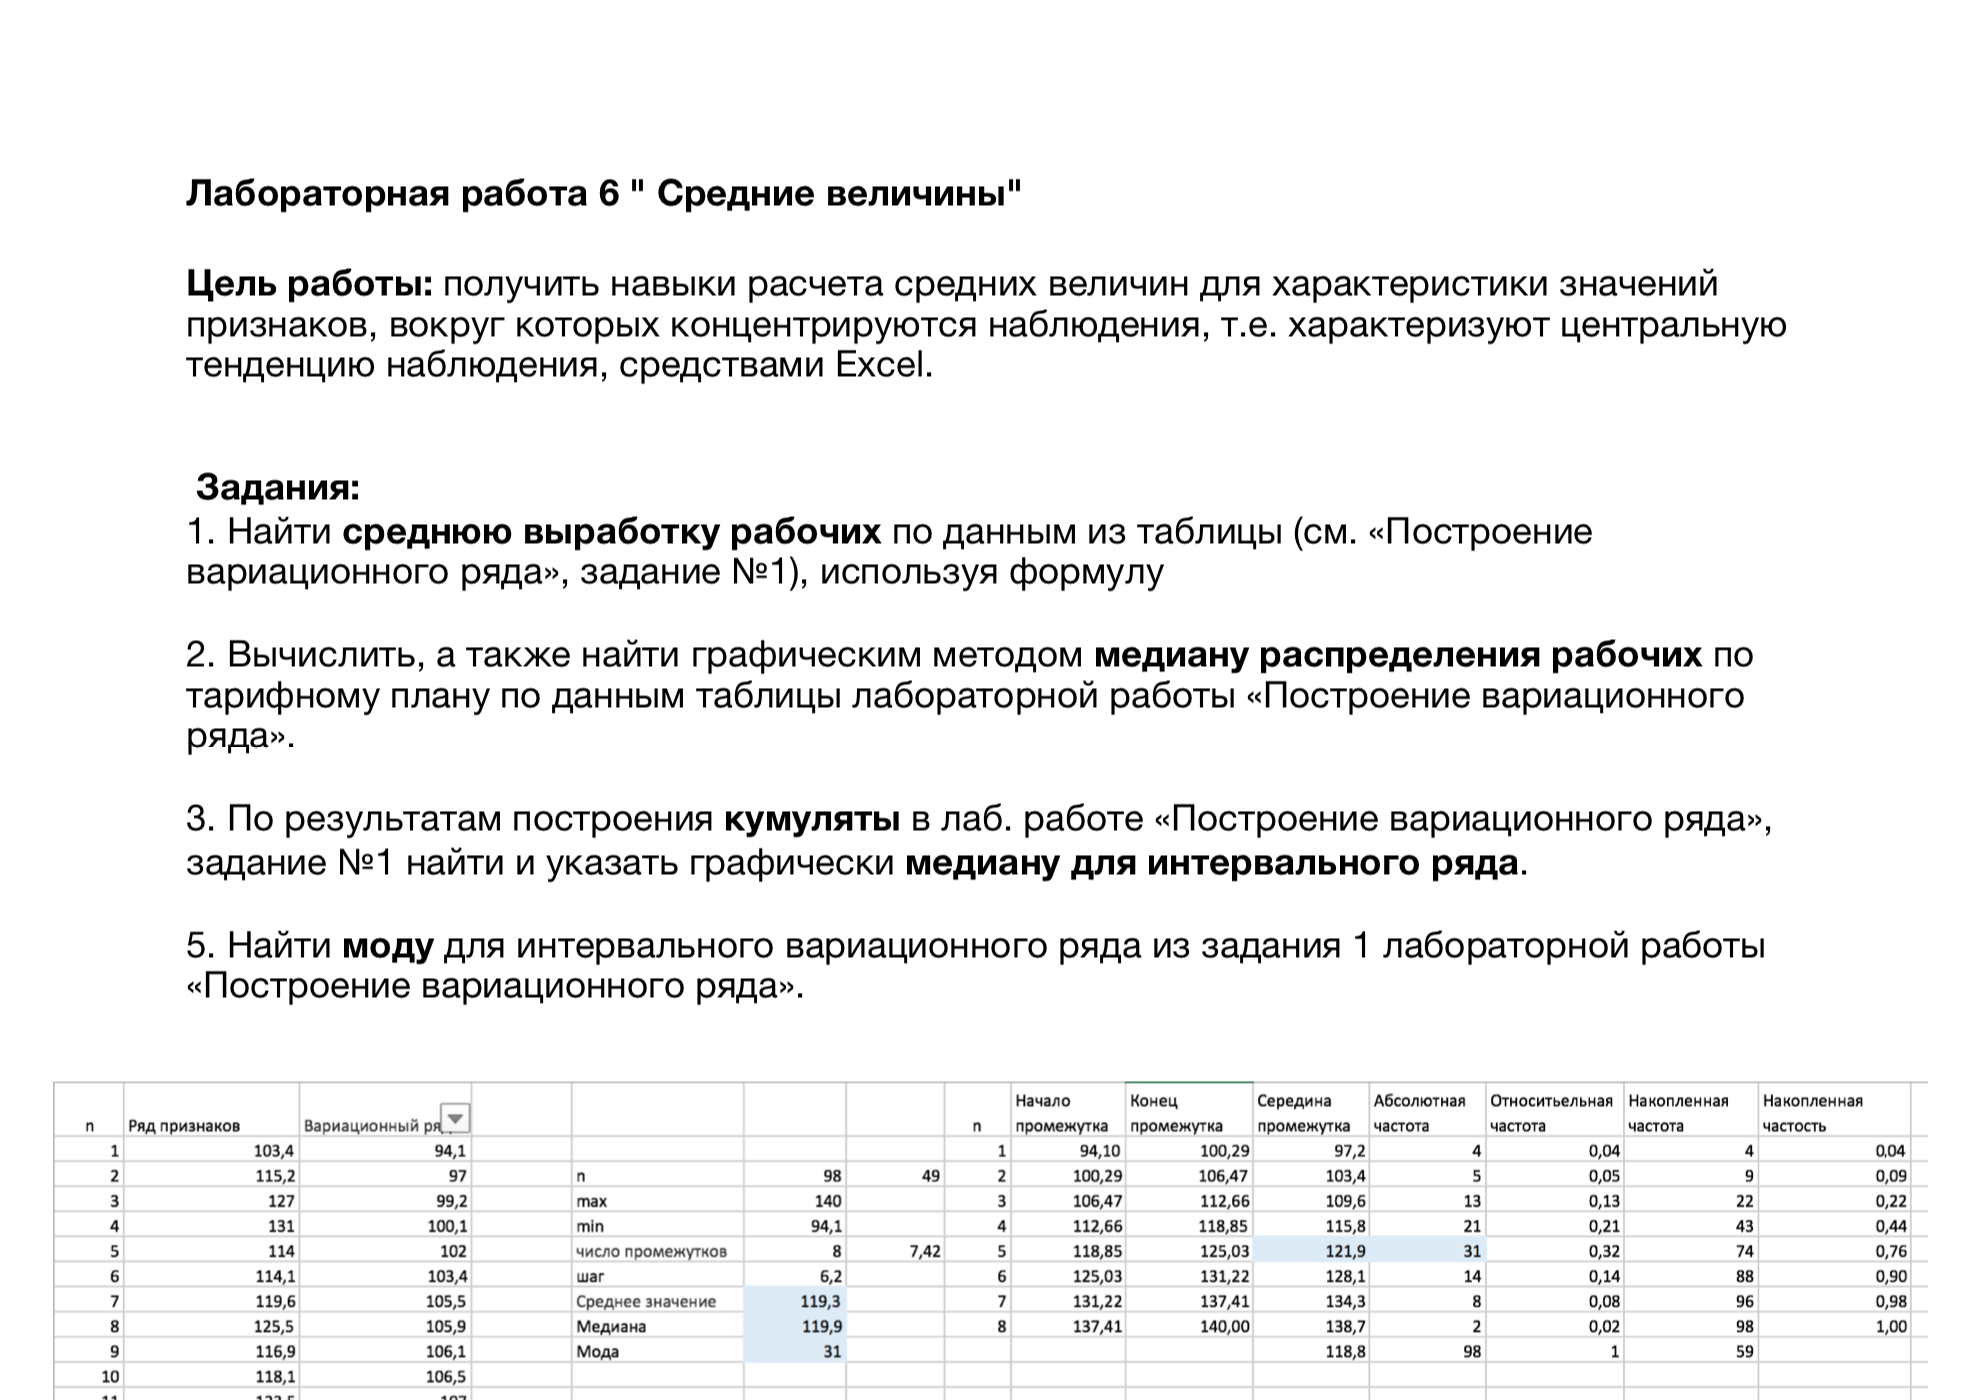 Лабораторная работа 6 " Средние величины"
Цель работы: получить навыки расчета средних величин для характеристики значений
признаков, вокруг которых концентрируются наблюдения, т.е. характеризуют центральную
тенденцию наблюдения, средствами Excel.
Задания:
1. Найти среднюю выработку рабочих по данным из таблицы (см. «Построение
вариационного ряда», задание №1), используя формулу
2. Вычислить, а также найти графическим методом медиану распределения рабочих по
тарифному плану по данным таблицы лабораторной работы «Построение вариационного
ряда».
3. По результатам построения кумуляты в лаб. работе «Построение вариационного ряда»,
задание №1 найти и указать графически медиану для интервального ряда.
5. Найти моду для интервального вариационного ряда из задания 1 лабораторной работы
«Построение вариационного ряда».
Начало Конец Середина Абсолютная Относитьельная Накопленная Накопленная
n Ряд признаков Вариационный ря n промежутка промежутка промежутка частота частота частота частость
1 103,4 94,1 1 94,10 100,29 97,2 4 0,04 4 0,04
2 115,2 97 n 98 49 2 100,29 106,47 103,4 5 0,05 9 0,09
3 127 99,2 max 140 3 106,47 112,66 109,6 13 0,13 22 0,22
4 131 100,1 min 94,1 4 112,66 118,85 115,8 21 0,21 43 0,44
5 114 102 число промежутков 8 7,42 5 118,85 125,03 121,9 31 0,32 74 0,76
6 114,1 103,4 шаг 6,2 6 125,03 131,22 128,1 14 0,14 88 0,90
7 119,6 105,5 Среднее значение 119,3 7 131,22 137,41 134,3 8 0,08 96 0,98
8 125,5 105,9 Медиана 119,9 8 137,41 140,00 138,7 2 0,02 98 1,00
9 116,9 106,1 Мода 31 118,8 98 1 59
10 118,1 106,5